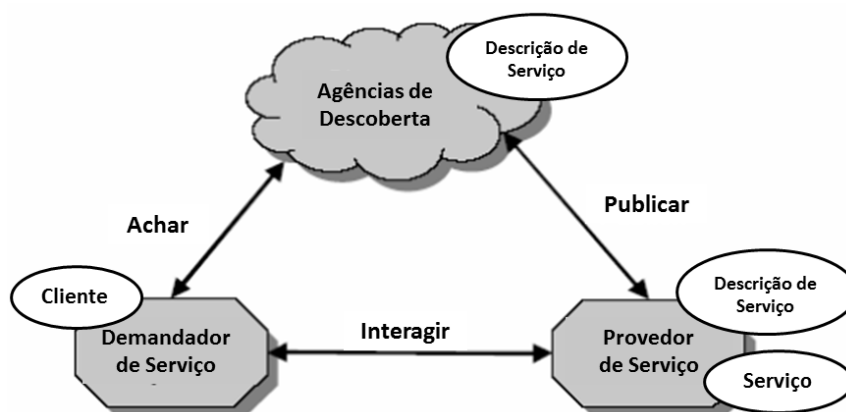 Descrição de
Serviço
Agências de
Descoberta
Achar
Publicar
Cliente
Demandador
de Serviço
Interagir
Descrição de
Serviço
Provedor
de Serviço
Serviço